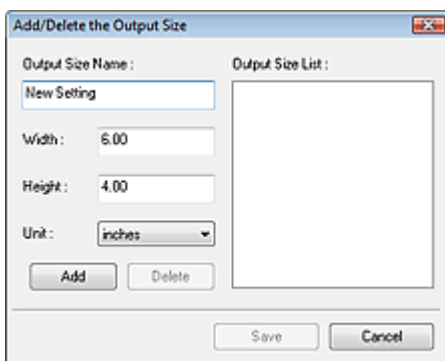 Add/Delete the Output Size
Output Size Name :
Output Size List :
New Setting
Width :
6.00
Height :
4.00
Unit :
inches
Add
Delete
Save
Cancel